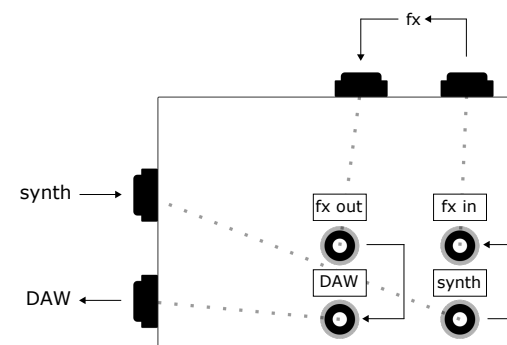 fx
synth
fx out
fx in
DAW
DAW
synth